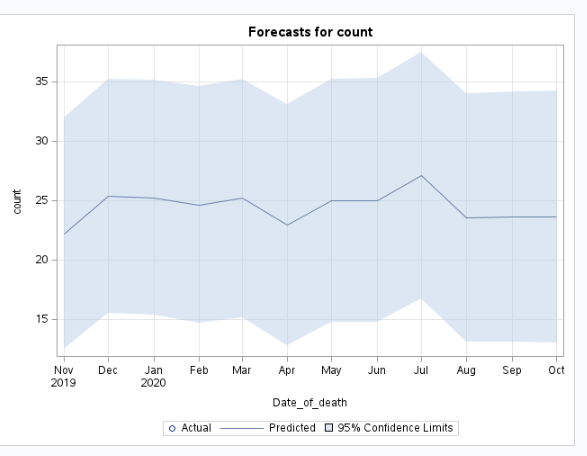 Forecasts for count
35
30
25
20
15
count
Nov Dec Jan Feb Mar Apr May Jun Jul Aug Sep Oct
2019 2020
Date_of_death
Actual Predicted 95% Confidence Limits